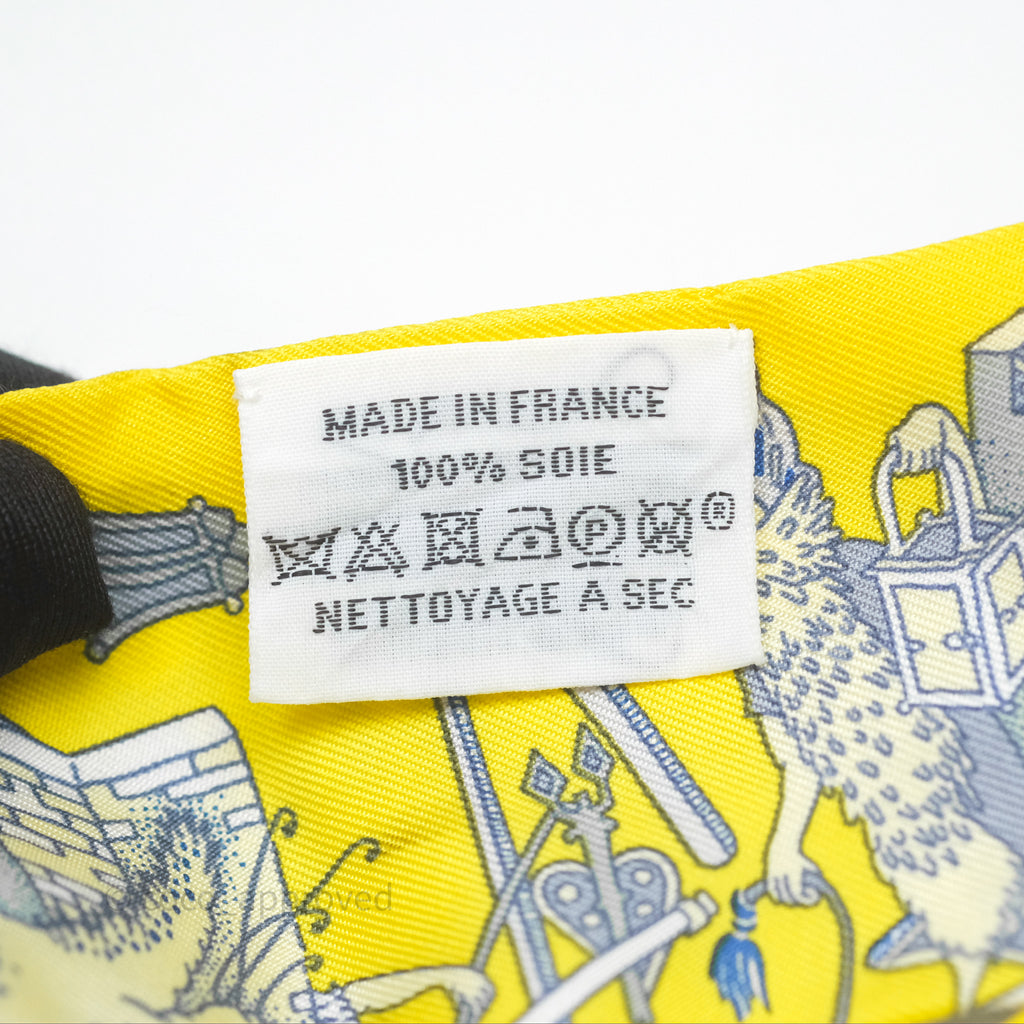 MADE IN FRANCE
100% SOIE
P ®
NETTOYAGE A SEC